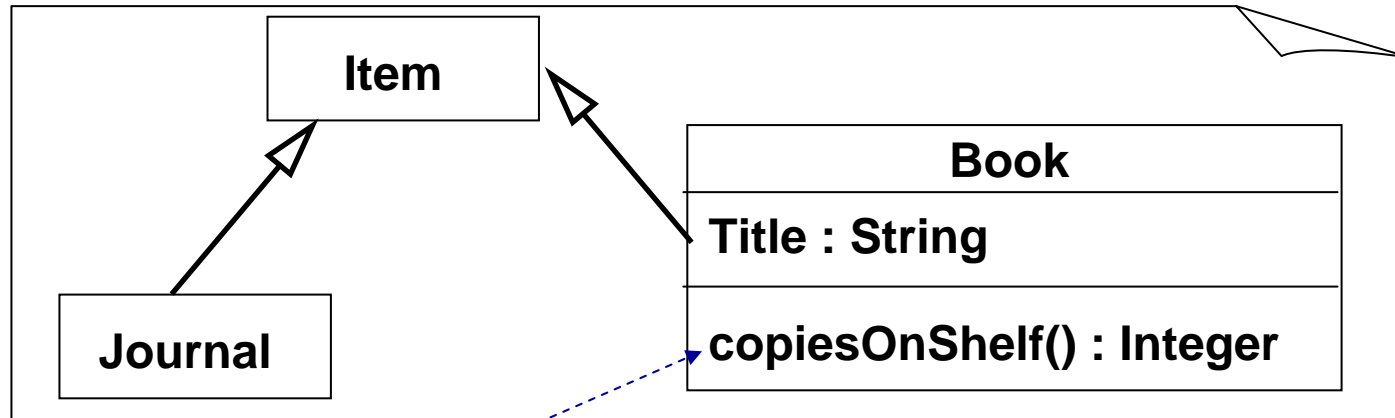 Item
Book
Title : String
Journal
copiesOnShelf() : Integer